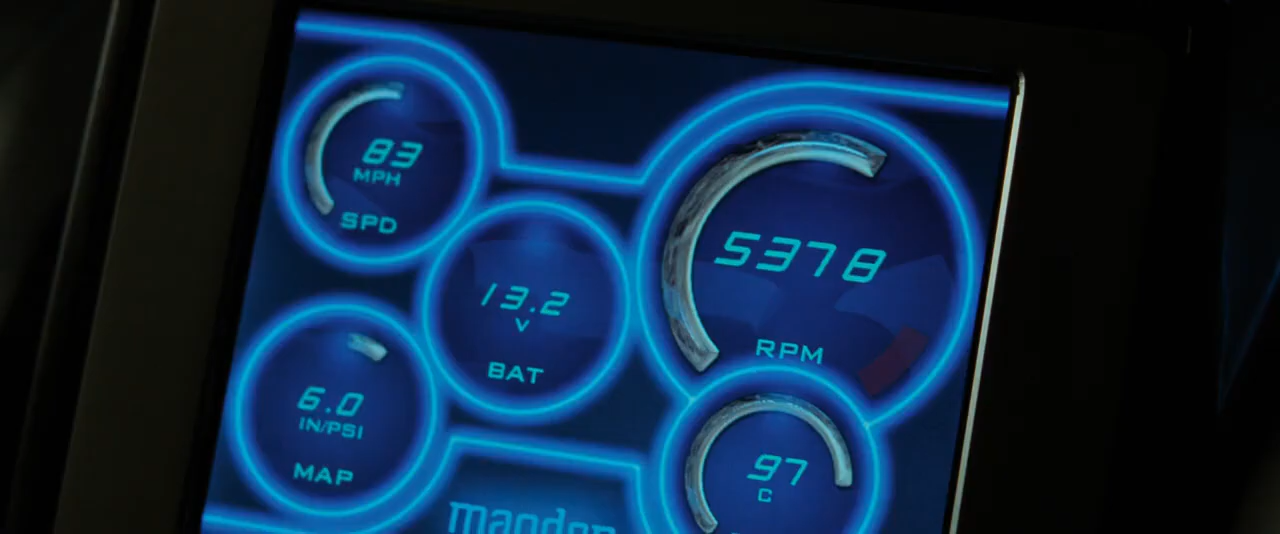 83
MPH
SPD
5378
RPM
13.2
V
BAT
6.0
IN/PSI
MAP
97
C